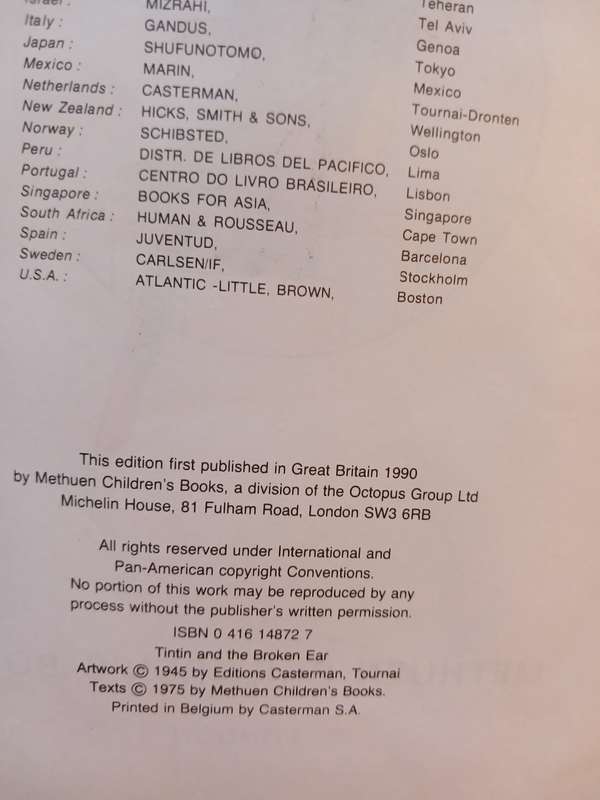 Teheran
Israel : MIZRAHI, Tel Aviv
Italy : GANDUS, Genoa
Japan : SHUFUNOTOMO, Tokyo
Mexico : MARIN, Mexico
Netherlands : CASTERMAN, Tournai-Dronten
New Zealand : HICKS, SMITH & SONS, Wellington
Norway : SCHIBSTED, Oslo
Peru : DISTR. DE LIBROS DEL PACIFICO, Lima
Portugal : CENTRO DO LIVRO BRASILEIRO, Lisbon
Singapore : BOOKS FOR ASIA, Singapore
South Africa : HUMAN & ROUSSEAU, Cape Town
Spain : JUVENTUD, Barcelona
Sweden : CARLSEN/IF, Stockholm
U.S.A. : ATLANTIC -LITTLE, BROWN, Boston
This edition first published in Great Britain 1990
by Methuen Children's Books, a division of the Octopus Group Ltd
Michelin House, 81 Fulham Road, London SW3 6RB
All rights reserved under International and
Pan-American copyright Conventions.
No portion of this work may be reproduced by any
process without the publisher's written permission.
ISBN 0 416 14872 7
Tintin and the Broken Ear
Artwork © 1945 by Editions Casterman, Tournai
Texts © 1975 by Methuen Children's Books.
Printed in Belgium by Casterman S.A.